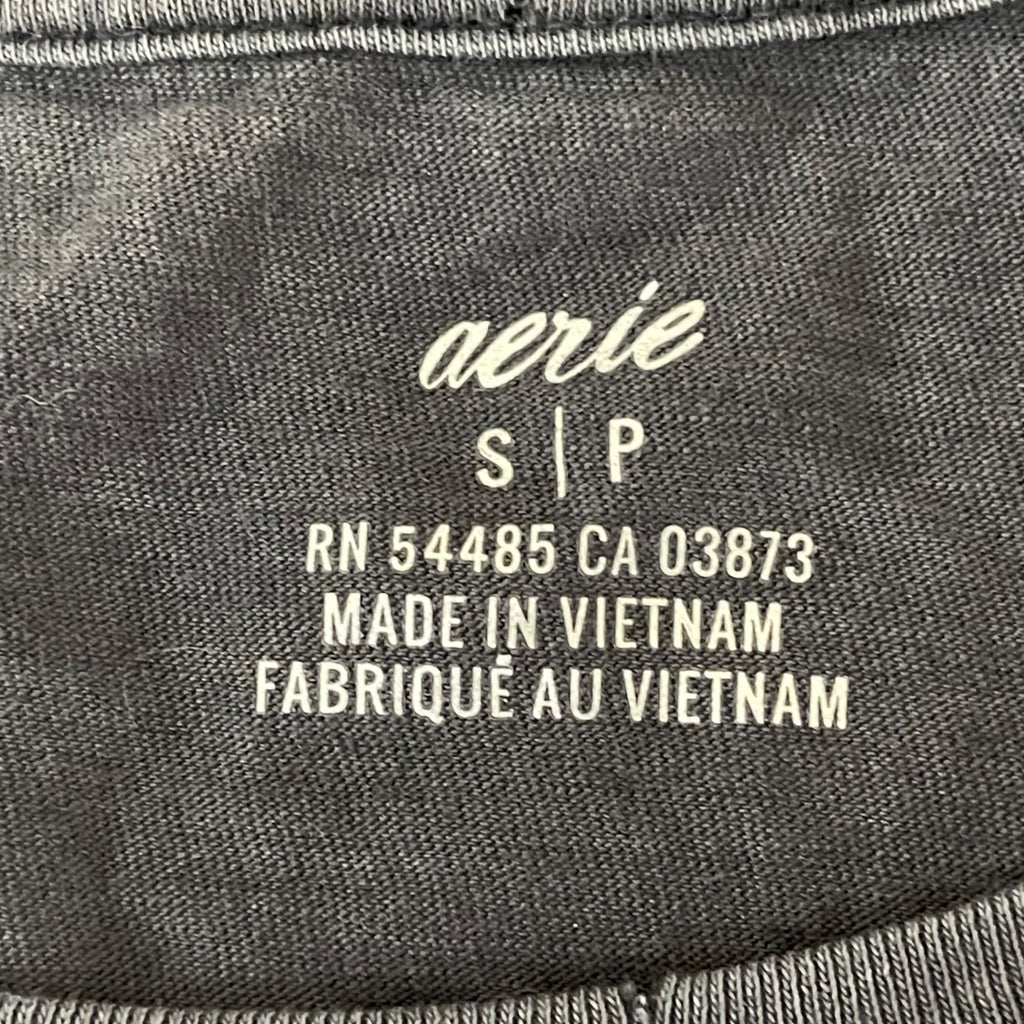 aerie
S | P
RN 54485 CA 03873
MADE IN VIETNAM
FABRIQUÉ AU VIETNAM